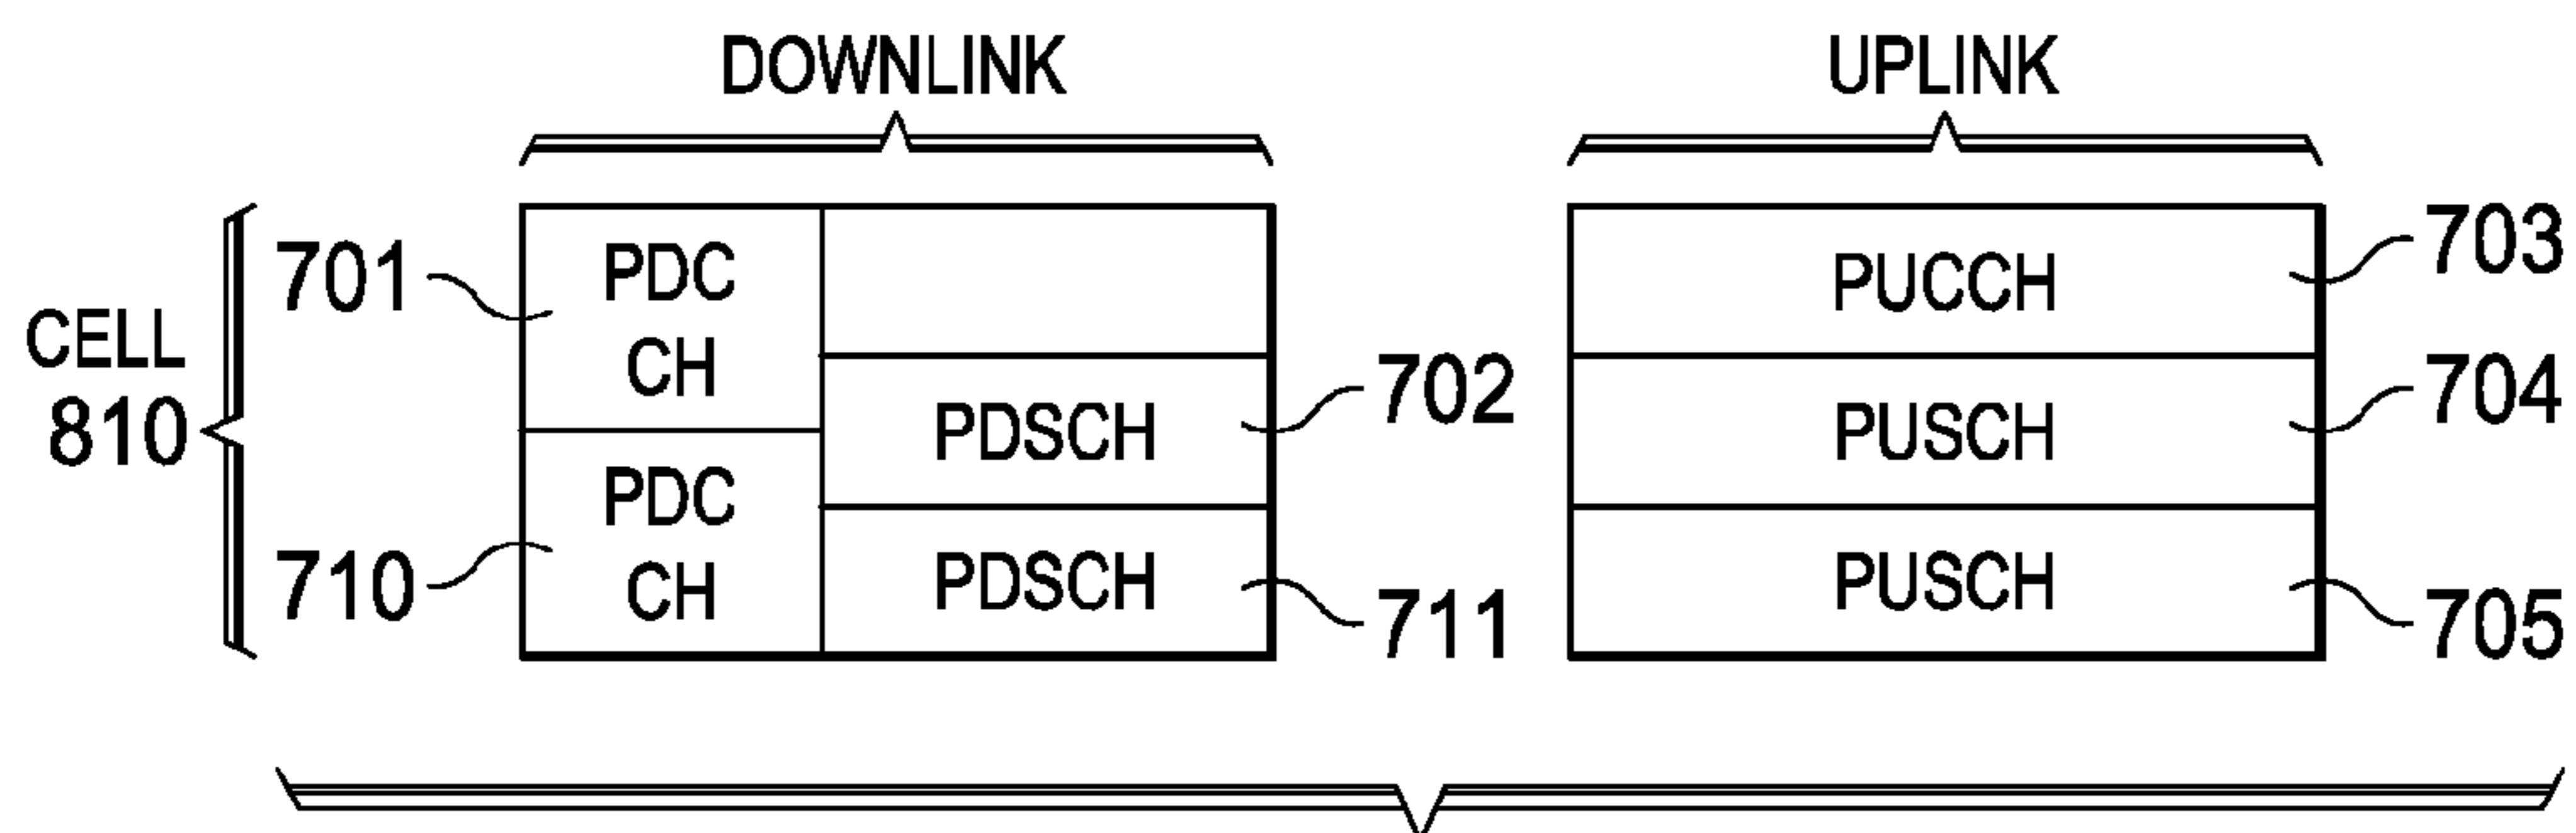 DOWNLINK
UPLINK
CELL
810
701
PDC
CH
710
PDC
CH
PDSCH
702
PDSCH
711
PUCCH
703
PUSCH
704
PUSCH
705